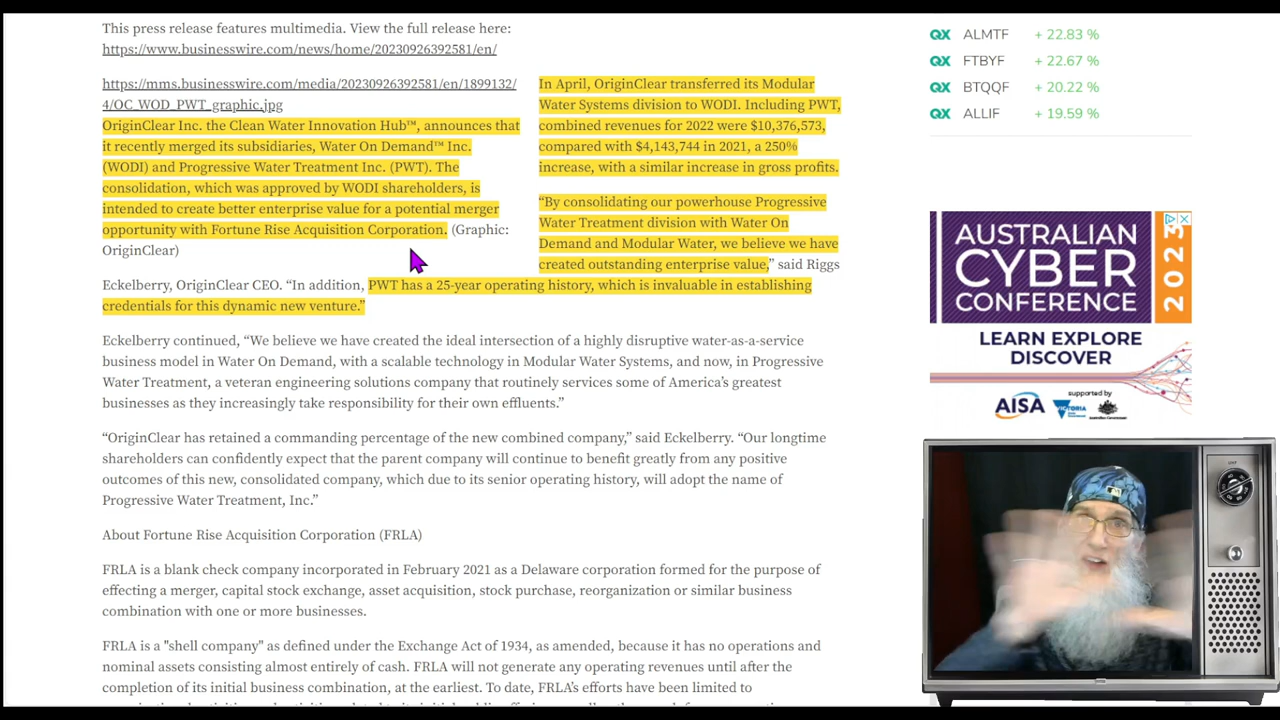 This press release features multimedia. View the full release here:
https://www.businesswire.com/news/home/20230926392581/en/
https://mms.businesswire.com/media/20230926392581/en/1899132/
4/OC_WOD_PWT_graphic.jpg
OriginClear Inc. the Clean Water Innovation Hub™, announces that
it recently merged its subsidiaries, Water On Demand™ Inc.
(WODI) and Progressive Water Treatment Inc. (PWT). The
consolidation, which was approved by WODI shareholders, is
intended to create better enterprise value for a potential merger
opportunity with Fortune Rise Acquisition Corporation. (Graphic:
OriginClear)
In April, OriginClear transferred its Modular
Water Systems division to WODI. Including PWT,
combined revenues for 2022 were $10,376,573,
compared with $4,143,744 in 2021, a 250%
increase, with a similar increase in gross profits.
“By consolidating our powerhouse Progressive
Water Treatment division with Water On
Demand and Modular Water, we believe we have
created outstanding enterprise value,” said Riggs
Eckelberry, OriginClear CEO. “In addition, PWT has a 25-year operating history, which is invaluable in establishing
credentials for this dynamic new venture.”
Eckelberry continued, “We believe we have created the ideal intersection of a highly disruptive water-as-a-service
business model in Water On Demand, with a scalable technology in Modular Water Systems, and now, in Progressive
Water Treatment, a veteran engineering solutions company that routinely services some of America’s greatest
businesses as they increasingly take responsibility for their own effluents.”
“OriginClear has retained a commanding percentage of the new combined company,” said Eckelberry. “Our longtime
shareholders can confidently expect that the parent company will continue to benefit greatly from any positive
outcomes of this new, consolidated company, which due to its senior operating history, will adopt the name of
Progressive Water Treatment, Inc.”
About Fortune Rise Acquisition Corporation (FRLA)
FRLA is a blank check company incorporated in February 2021 as a Delaware corporation formed for the purpose of
effecting a merger, capital stock exchange, asset acquisition, stock purchase, reorganization or similar business
combination with one or more businesses.
FRLA is a "shell company" as defined under the Exchange Act of 1934, as amended, because it has no operations and
nominal assets consisting almost entirely of cash. FRLA will not generate any operating revenues until after the
completion of its initial business combination, at the earliest. To date, FRLA’s efforts have been limited to
QX ALMTF + 22.83 %
QX FTBYF + 22.67 %
QX BTQQF + 20.22 %
QX ALLIF + 19.59 %
AUSTRALIAN
CYBER
CONFERENCE
2023
LEARN EXPLORE
DISCOVER
supported by
AISA
VICTORIA